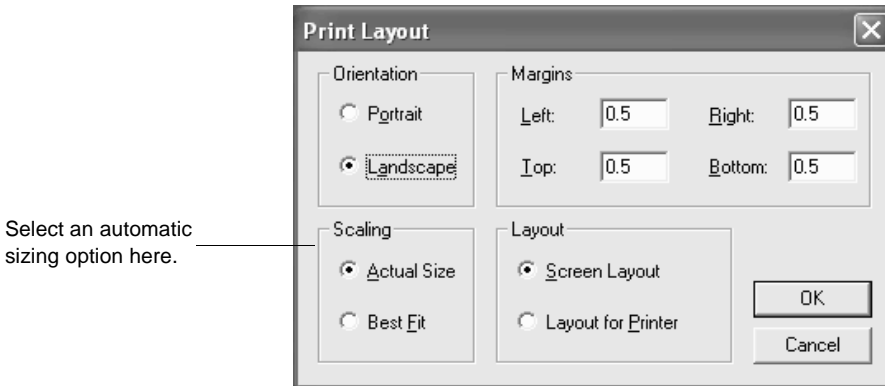 Print Layout
Orientation
Portrait
Landscape
Margins
Left: 0.5 Right: 0.5
Top: 0.5 Bottom: 0.5
Select an automatic
sizing option here.
Scaling
Actual Size
Best Fit
Layout
Screen Layout
Layout for Printer
OK
Cancel